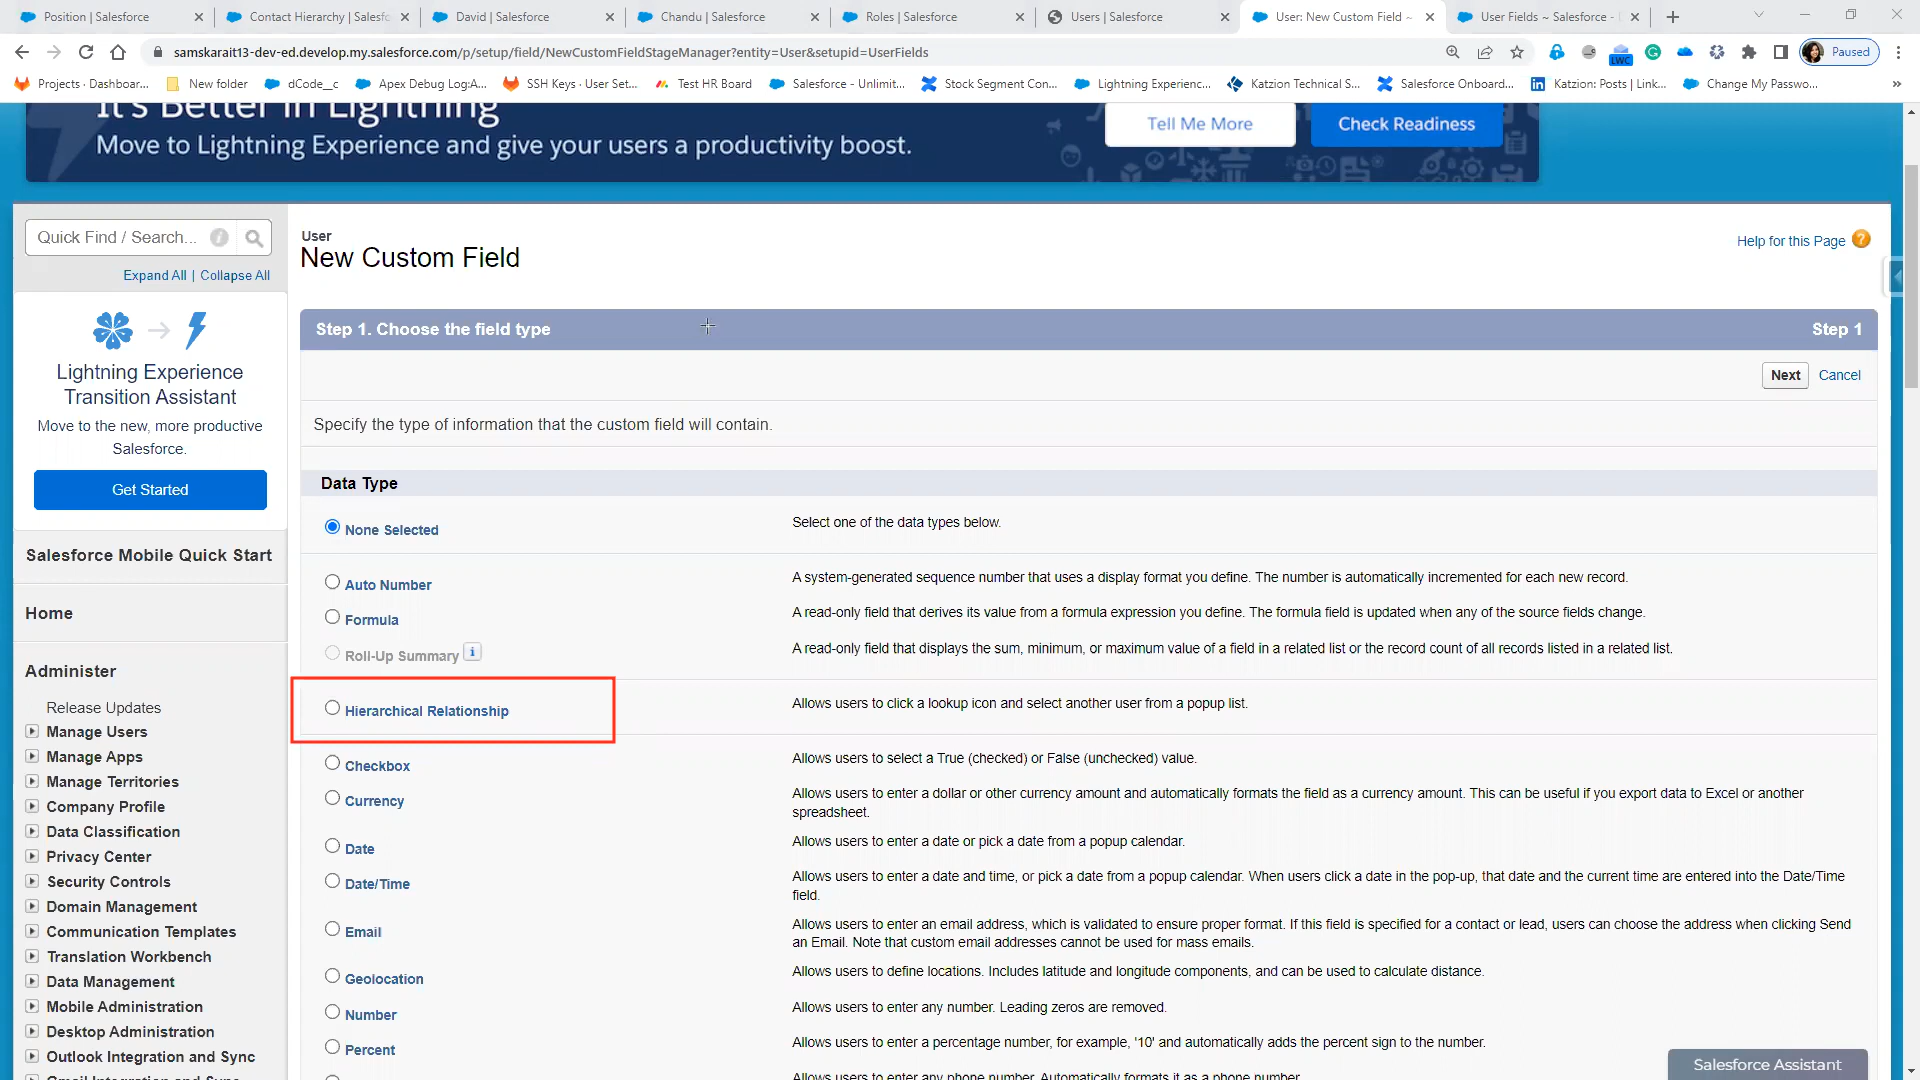 Position | Salesforce
Contact Hierarchy | Salesfo
David | Salesforce
Chandu | Salesforce
Roles | Salesforce
Users | Salesforce
User: New Custom Field ~
User Fields ~ Salesforce -
samskarait13-dev-ed.develop.my.salesforce.com/p/setup/field/NewCustomFieldStageManager?entity=User&setupid=UserFields
LWC
Paused
Projects · Dashboar...
New folder
dCode__c
Apex Debug Log:A...
SSH Keys · User Set...
Test HR Board
Salesforce - Unlimit...
Stock Segment Con...
Lightning Experienc...
Katzion Technical S...
Salesforce Onboard...
Katzion: Posts | Link...
Change My Passwo...
»
It's Better in Lightning
Move to Lightning Experience and give your users a productivity boost.
Tell Me More
Check Readiness
Quick Find / Search...
Expand All | Collapse All
Lightning Experience
Transition Assistant
Move to the new, more productive
Salesforce.
Get Started
Salesforce Mobile Quick Start
Home
Administer
Release Updates
Manage Users
Manage Apps
Manage Territories
Company Profile
Data Classification
Privacy Center
Security Controls
Domain Management
Communication Templates
Translation Workbench
Data Management
Mobile Administration
Desktop Administration
Outlook Integration and Sync
Gmail Integration and Sync
User
New Custom Field
Help for this Page ?
Step 1. Choose the field type
Step 1
Next
Cancel
Specify the type of information that the custom field will contain.
Data Type
None Selected
Select one of the data types below.
Auto Number
A system-generated sequence number that uses a display format you define. The number is automatically incremented for each new record.
Formula
A read-only field that derives its value from a formula expression you define. The formula field is updated when any of the source fields change.
Roll-Up Summary i
A read-only field that displays the sum, minimum, or maximum value of a field in a related list or the record count of all records listed in a related list.
Hierarchical Relationship
Allows users to click a lookup icon and select another user from a popup list.
Checkbox
Allows users to select a True (checked) or False (unchecked) value.
Currency
Allows users to enter a dollar or other currency amount and automatically formats the field as a currency amount. This can be useful if you export data to Excel or another
spreadsheet.
Date
Allows users to enter a date or pick a date from a popup calendar.
Date/Time
Allows users to enter a date and time, or pick a date from a popup calendar. When users click a date in the pop-up, that date and the current time are entered into the Date/Time
field.
Email
Allows users to enter an email address, which is validated to ensure proper format. If this field is specified for a contact or lead, users can choose the address when clicking Send
an Email. Note that custom email addresses cannot be used for mass emails.
Geolocation
Allows users to define locations. Includes latitude and longitude components, and can be used to calculate distance.
Number
Allows users to enter any number. Leading zeros are removed.
Percent
Allows users to enter a percentage number, for example, '10' and automatically adds the percent sign to the number.
Allows users to enter any phone number. Automatically formats it as a phone number.
Salesforce Assistant